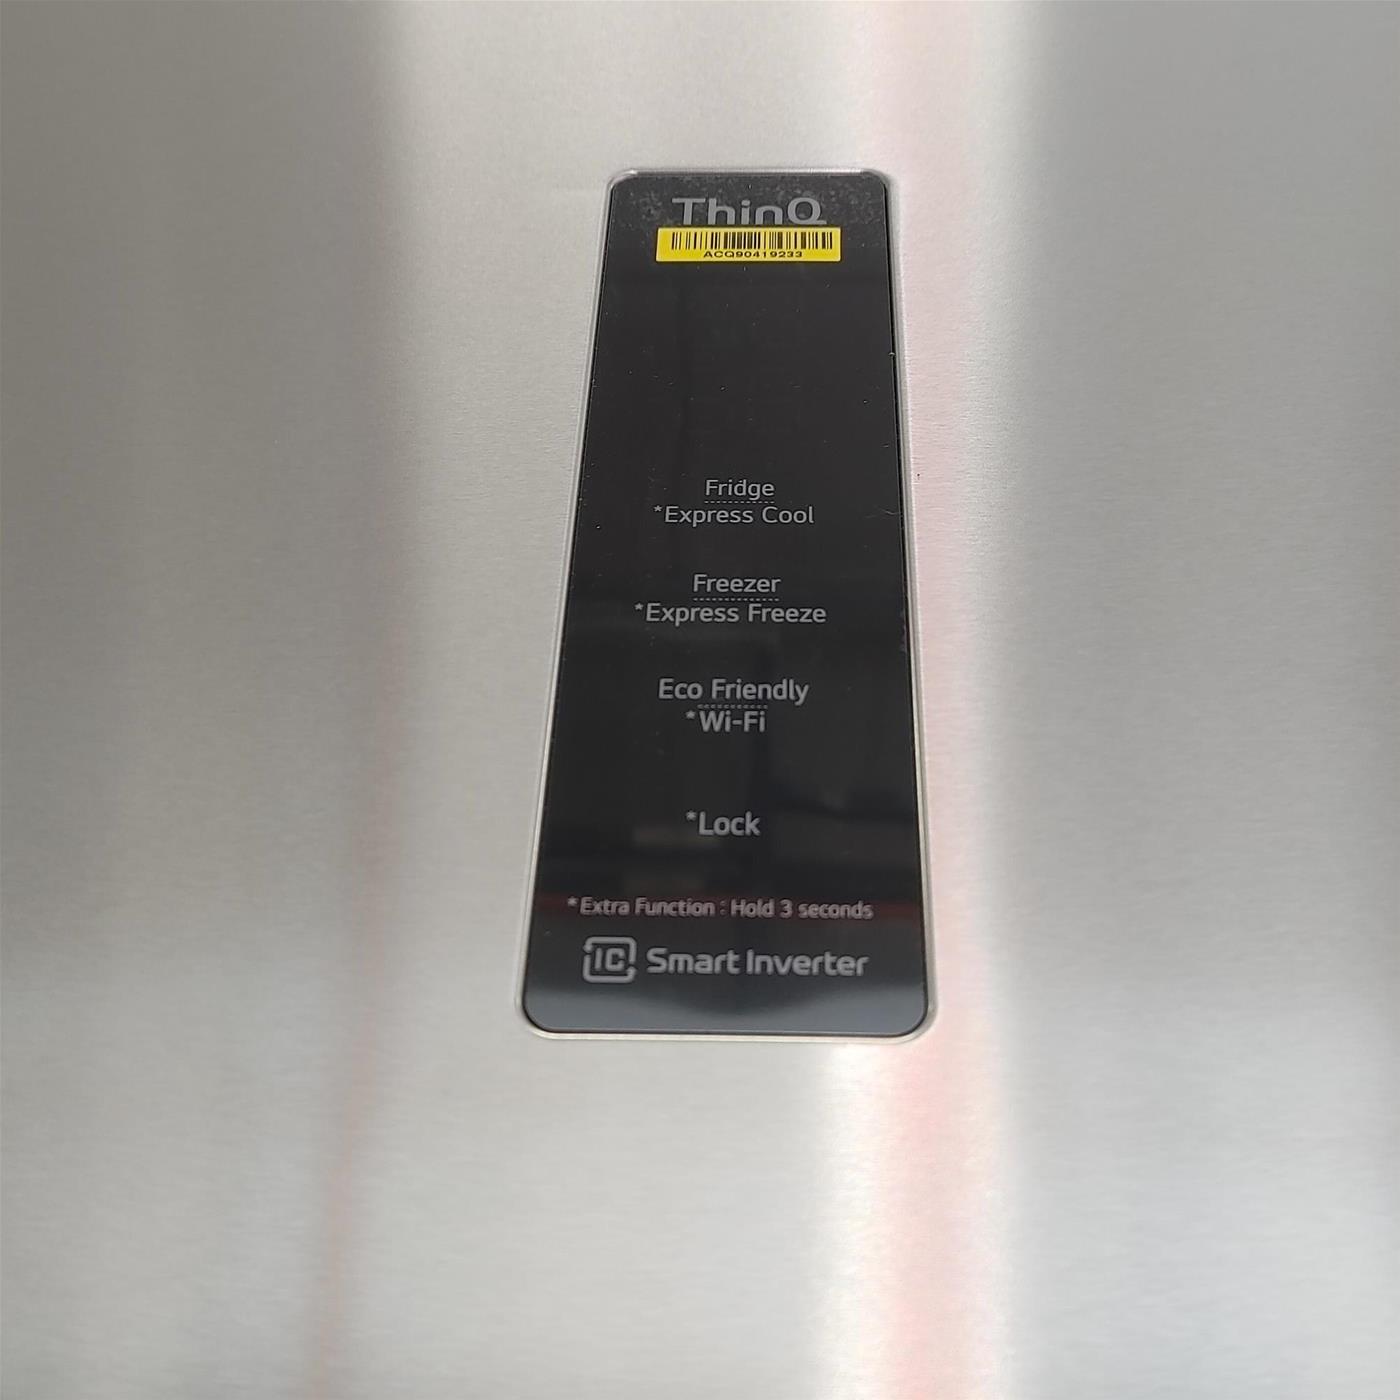 ThinQ
ACQ90419233
Fridge
*Express Cool
Freezer
*Express Freeze
Eco Friendly
*Wi-Fi
*Lock
*Extra Function : Hold 3 seconds
IC Smart Inverter